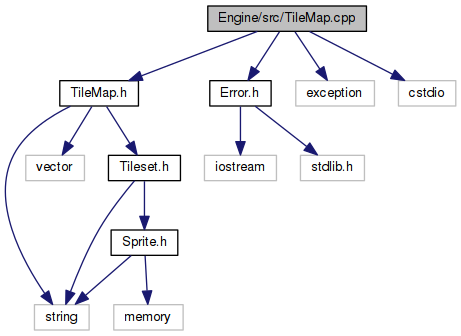 Engine/src/TileMap.cpp
TileMap.h
Error.h
exception
cstdio
vector
Tileset.h
iostream
stdlib.h
Sprite.h
string
memory